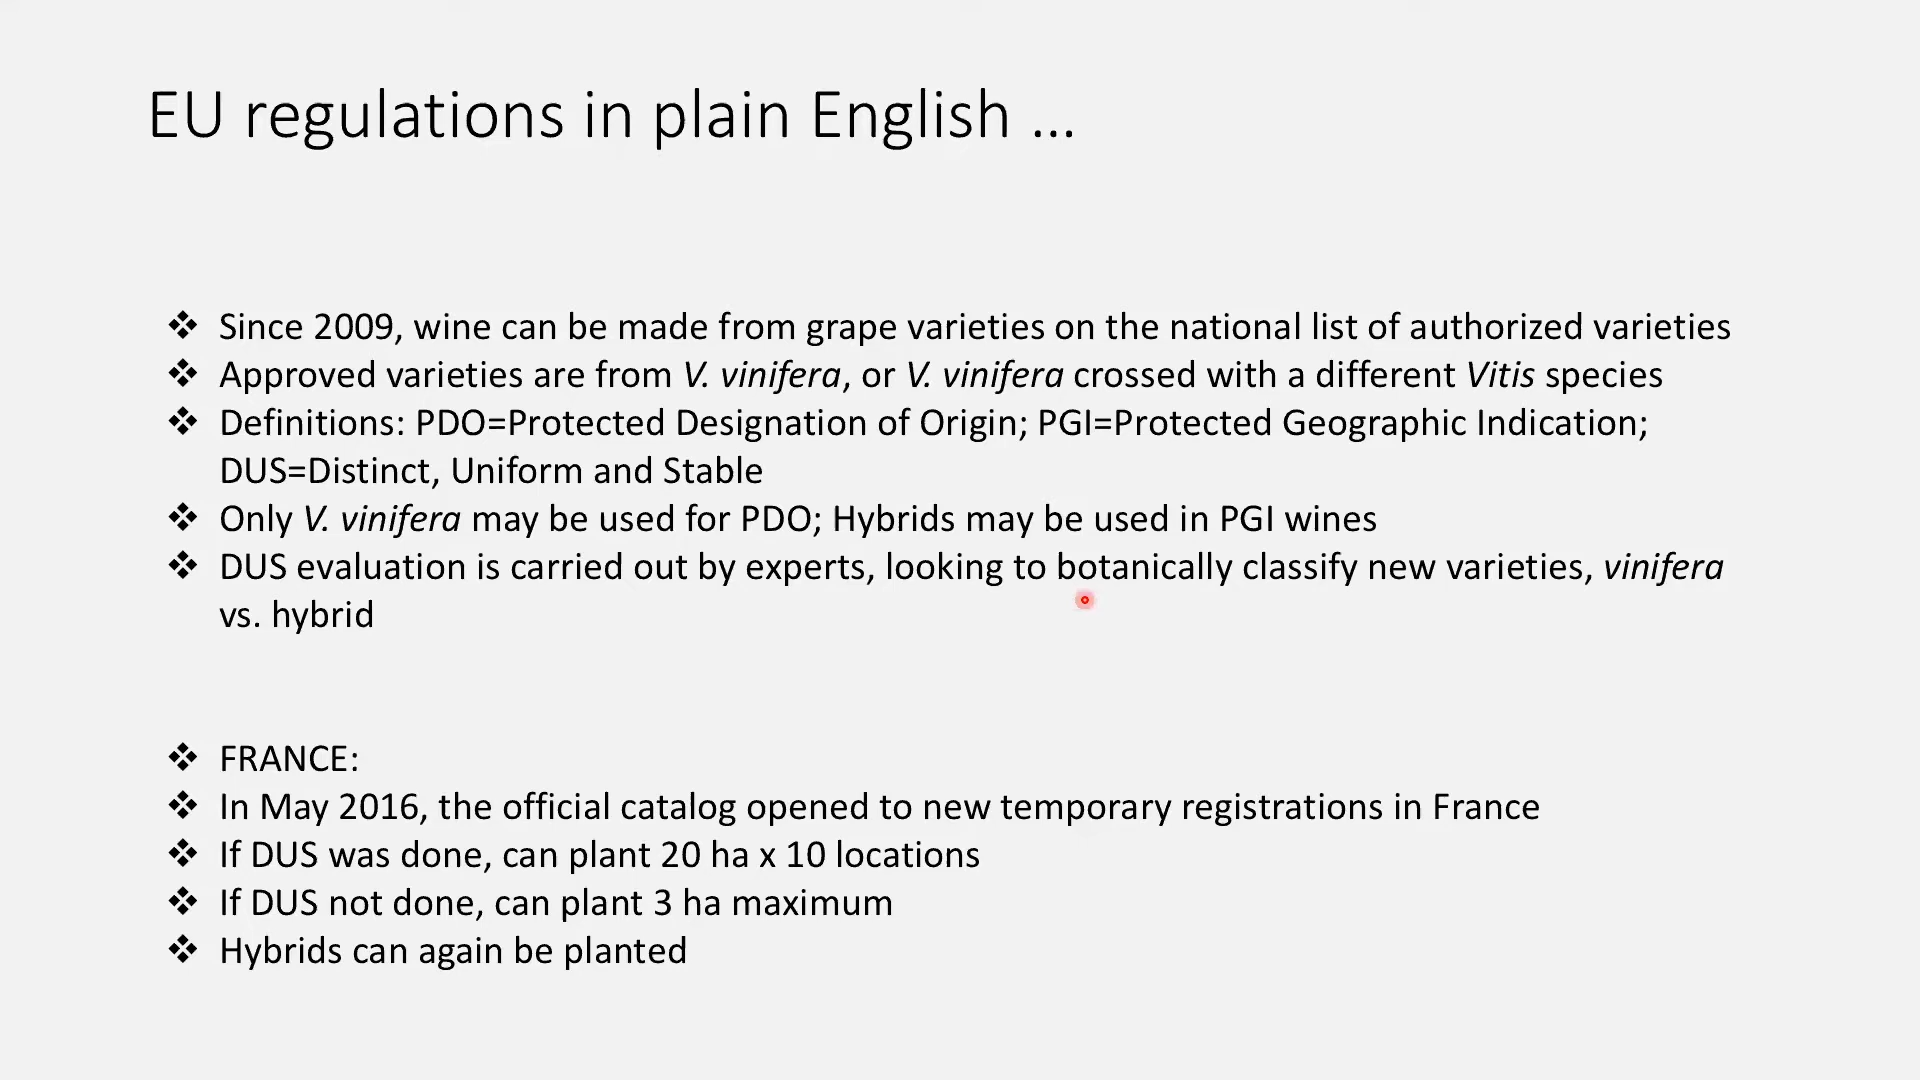 EU regulations in plain English ...
❖ Since 2009, wine can be made from grape varieties on the national list of authorized varieties
❖ Approved varieties are from V. vinifera, or V. vinifera crossed with a different Vitis species
❖ Definitions: PDO=Protected Designation of Origin; PGI=Protected Geographic Indication;
DUS=Distinct, Uniform and Stable
❖ Only V. vinifera may be used for PDO; Hybrids may be used in PGI wines
❖ DUS evaluation is carried out by experts, looking to botanically classify new varieties, vinifera
vs. hybrid
❖ FRANCE:
❖ In May 2016, the official catalog opened to new temporary registrations in France
❖ If DUS was done, can plant 20 ha x 10 locations
❖ If DUS not done, can plant 3 ha maximum
❖ Hybrids can again be planted